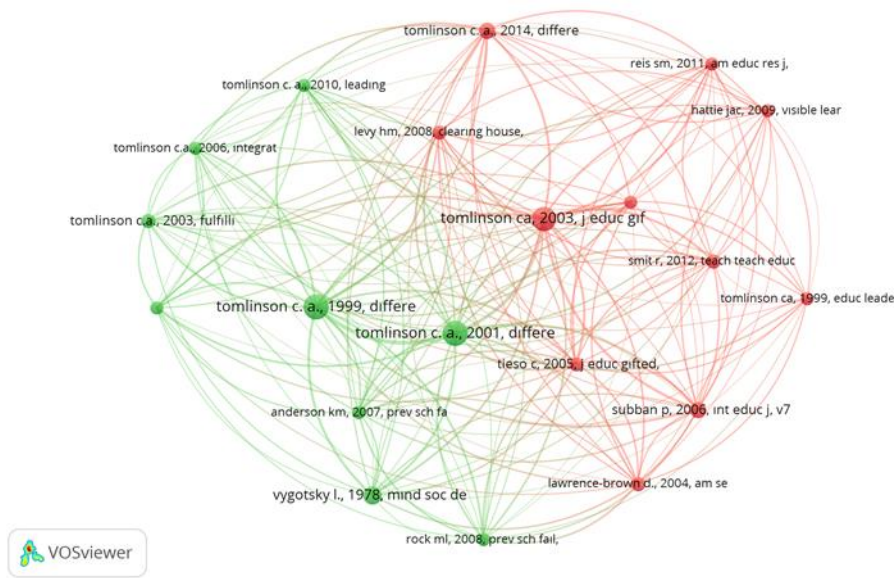 tomlinson c. a., 2014, differe
reis sm, 2011, am educ res j,
tomlinson c. a., 2010, leading
hattie jac, 2009, visible lear
levy hm, 2008, clearing house,
tomlinson c.a., 2006, integrat
tomlinson c.a., 2003, fulfilli
tomlinson ca, 2003, j educ gif
smit r, 2012, teach teach educ
tomlinson ca, 1999, educ leade
tomlinson c. a., 1999, differe
tomlinson c. a., 2001, differe
tieso c, 2005, j educ gifted,
anderson km, 2007, prev sch fa
subban p, 2006, int educ j, v7
lawrence-brown d., 2004, am se
vygotsky l., 1978, mind soc de
rock ml, 2008, prev sch fail,
VOSviewer